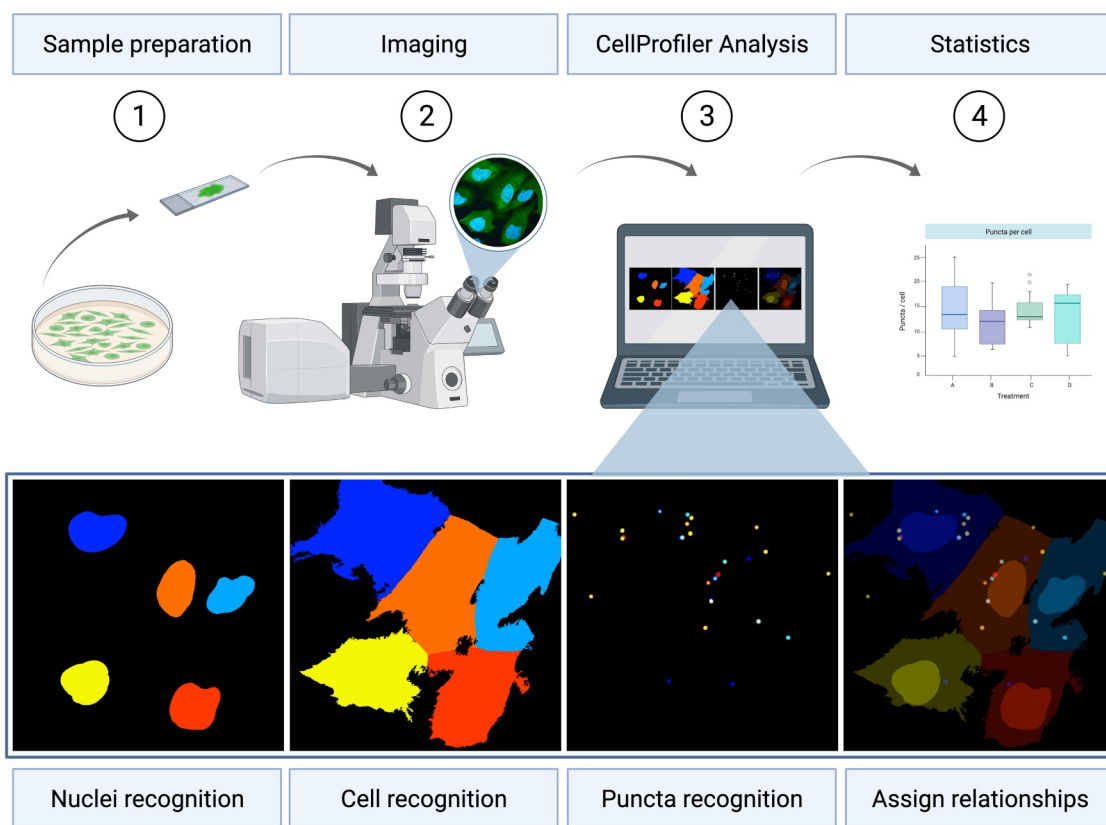 Sample preparation
Imaging
CellProfiler Analysis
Statistics
1
2
3
4
Puncta per cell
Puncta / cell
25
20
15
10
5
0
A
B
C
D
Treatment
Nuclei recognition
Cell recognition
Puncta recognition
Assign relationships